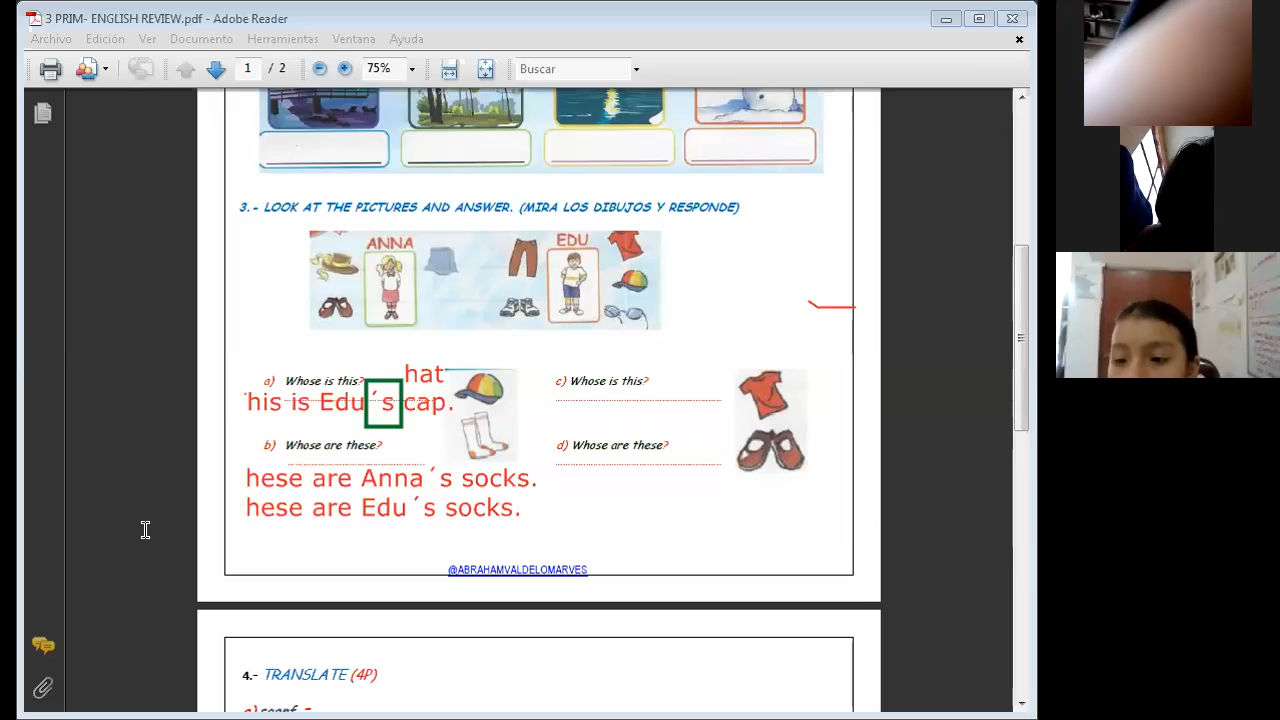 3 PRIM- ENGLISH REVIEW.pdf - Adobe Reader
Archivo Edición Ver Documento Herramientas Ventana Ayuda
1 / 2 75% Buscar
3.- LOOK AT THE PICTURES AND ANSWER. (MIRA LOS DIBUJOS Y RESPONDE)
ANNA EDU
hat
a) Whose is this? c) Whose is this?
his is Edu´s cap.
b) Whose are these? d) Whose are these?
hese are Anna´s socks.
hese are Edu´s socks.
@ABRAHAMVALDELOMARVES
4.- TRANSLATE (4P)